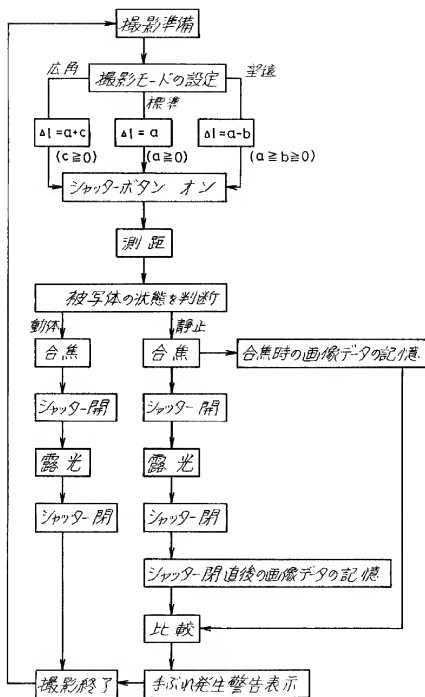 撮影準備
広角
撮影モードの設定
望遠
標準
Δl=a+c
Δl=a
Δl=a-b
(c≧0)
(a≧0)
(a≧b≧0)
シャッターボタン オン
測距
被写体の状態を判断
動体
静止
合焦
合焦
合焦時の画像データの記憶
シャッター開
シャッター開
露光
露光
シャッター閉
シャッター閉
シャッター閉直後の画像データの記憶
比較
撮影終了
手ぶれ発生警告表示